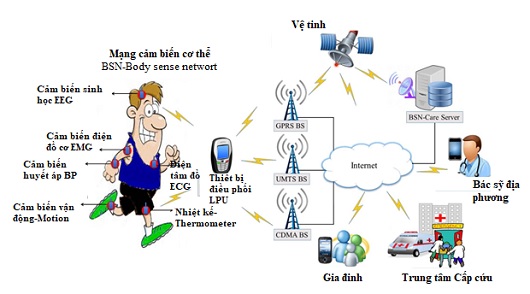 Vệ tinh
Mạng cảm biến cơ thể
BSN-Body sense networt
Cảm biến sinh
học EEG
Cảm biến điện
đồ cơ EMG
Cảm biến
huyết áp BP
Điện
tâm đồ
ECG
Cảm biến vận
động-Motion
Nhiệt kế-
Thermometer
Thiết bị
điều phối
LPU
GPRS BS
UMTS BS
CDMA BS
Internet
BSN-Care Server
Bác sỹ địa
phương
Gia đình
Trung tâm Cấp cứu